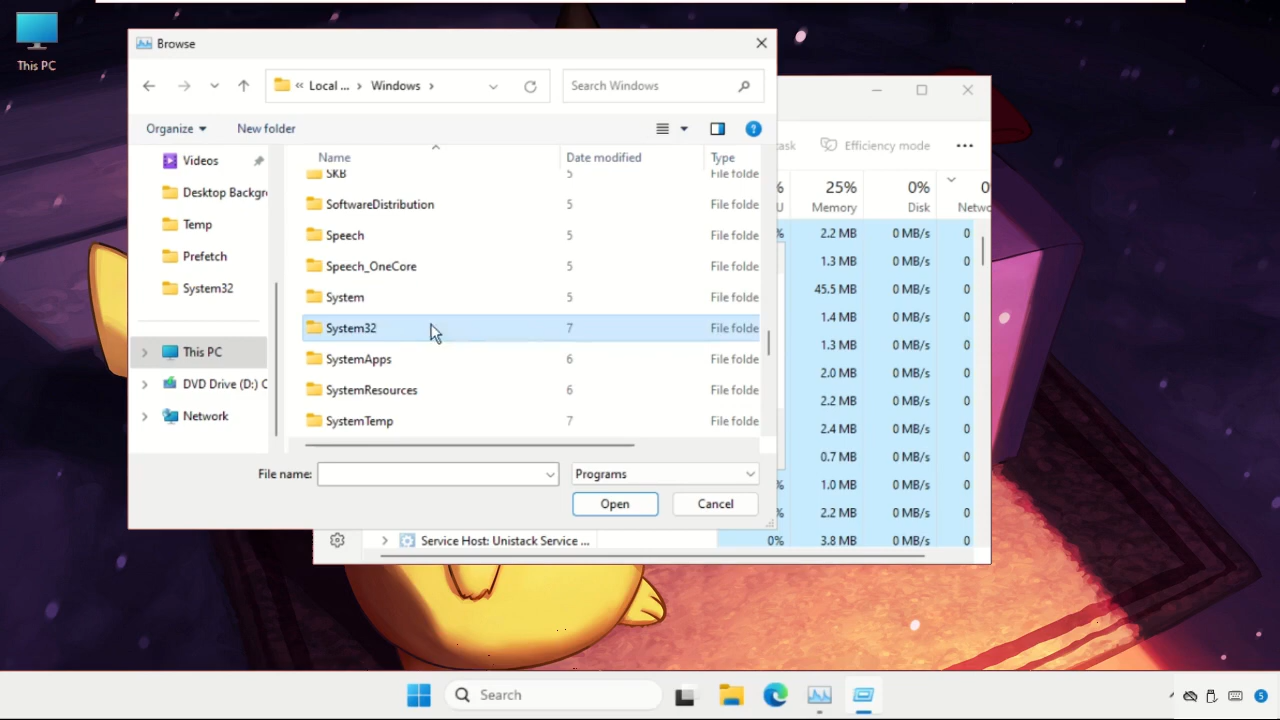 This PC
Browse
« Local ... > Windows >
Search Windows
Organize
New folder
Name
Date modified
Type
SKB 5 File folde
SoftwareDistribution 5 File folde
Speech 5 File folde
Speech_OneCore 5 File folde
System 5 File folde
System32 7 File folde
SystemApps 6 File folde
SystemResources 6 File folde
SystemTemp 7 File folde
Videos
Desktop Backgr
Temp
Prefetch
System32
This PC
DVD Drive (D:) C
Network
File name:
Programs
Open
Cancel
ask
Efficiency mode
% 25% 0% 0
U Memory Disk Netwo
% 2.2 MB 0 MB/s 0
1.3 MB 0 MB/s 0
45.5 MB 0 MB/s 0
1.4 MB 0 MB/s 0
1.3 MB 0 MB/s 0
2.0 MB 0 MB/s 0
2.2 MB 0 MB/s 0
2.4 MB 0 MB/s 0
0.7 MB 0 MB/s 0
% 1.0 MB 0 MB/s 0
% 2.2 MB 0 MB/s 0
Service Host: Unistack Service ... 0% 3.8 MB 0 MB/s 0
Search
5